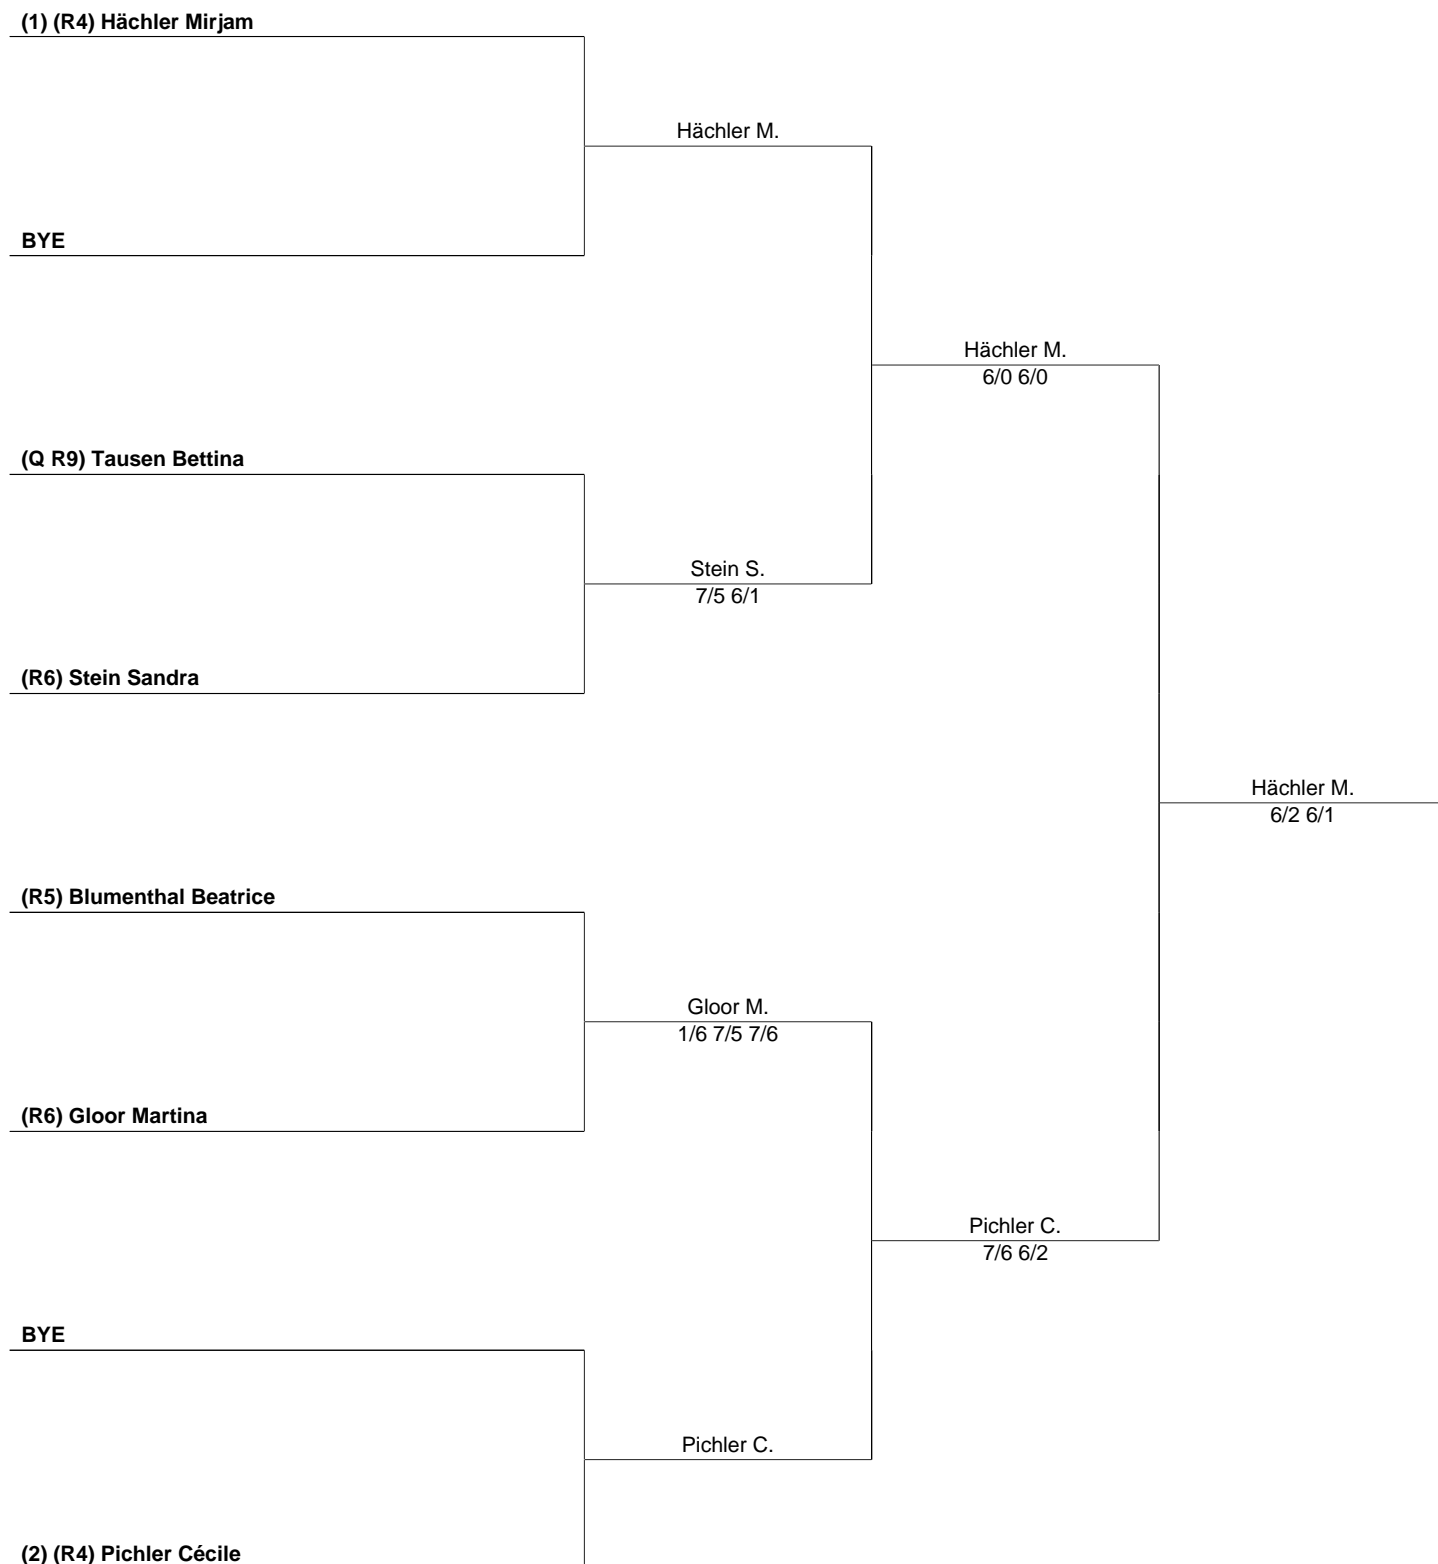 (1) (R4) Hächler Mirjam
Hächler M.
BYE
Hächler M.
6/0 6/0
(Q R9) Tausen Bettina
Stein S.
7/5 6/1
(R6) Stein Sandra
Hächler M.
6/2 6/1
(R5) Blumenthal Beatrice
Gloor M.
1/6 7/5 7/6
(R6) Gloor Martina
Pichler C.
7/6 6/2
BYE
Pichler C.
(2) (R4) Pichler Cécile